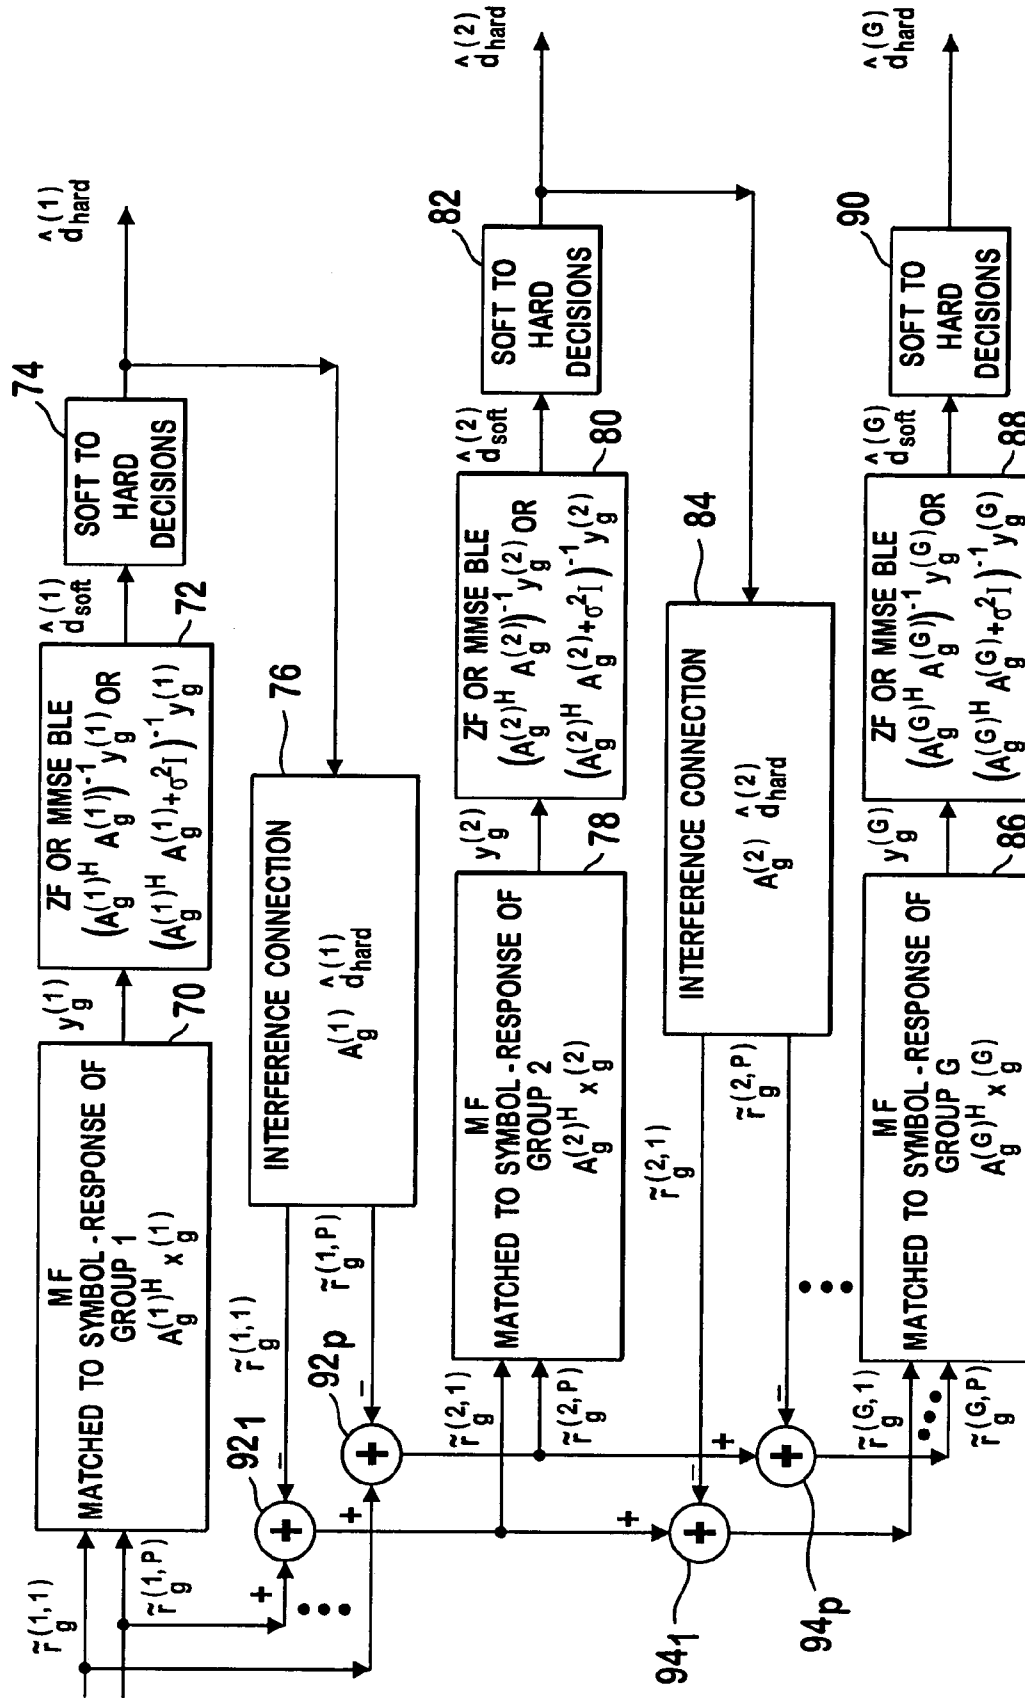 r̃_g^(1,1)
r̃_g^(1,P)
MF
MATCHED TO SYMBOL-RESPONSE OF
GROUP 1
A_g^(1)H x_g^(1)
70
y_g^(1)
ZF OR MMSE BLE
(A_g^(1)H A_g^(1))^-1 y_g^(1) OR
(A_g^(1)H A_g^(1)+σ²I)^-1 y_g^(1)
72
d̂_soft^(1)
SOFT TO
HARD
DECISIONS
74
d̂_hard^(1)
+
92₁
−
r̃_g^(1,1)
+
92p
−
r̃_g^(1,P)
INTERFERENCE CONNECTION
A_g^(1) d̂_hard^(1)
76
r̃_g^(2,1)
r̃_g^(2,P)
MF
MATCHED TO SYMBOL-RESPONSE OF
GROUP 2
A_g^(2)H x_g^(2)
78
y_g^(2)
ZF OR MMSE BLE
(A_g^(2)H A_g^(2))^-1 y_g^(2) OR
(A_g^(2)H A_g^(2)+σ²I)^-1 y_g^(2)
80
d̂_soft^(2)
SOFT TO
HARD
DECISIONS
82
d̂_hard^(2)
94₁
+
−
r̃_g^(2,1)
94p
+
−
r̃_g^(2,P)
INTERFERENCE CONNECTION
A_g^(2) d̂_hard^(2)
84
r̃_g^(G,1)
r̃_g^(G,P)
MF
MATCHED TO SYMBOL-RESPONSE OF
GROUP G
A_g^(G)H x_g^(G)
86
y_g^(G)
ZF OR MMSE BLE
(A_g^(G)H A_g^(G))^-1 y_g^(G) OR
(A_g^(G)H A_g^(G)+σ²I)^-1 y_g^(G)
88
d̂_soft^(G)
SOFT TO
HARD
DECISIONS
90
d̂_hard^(G)